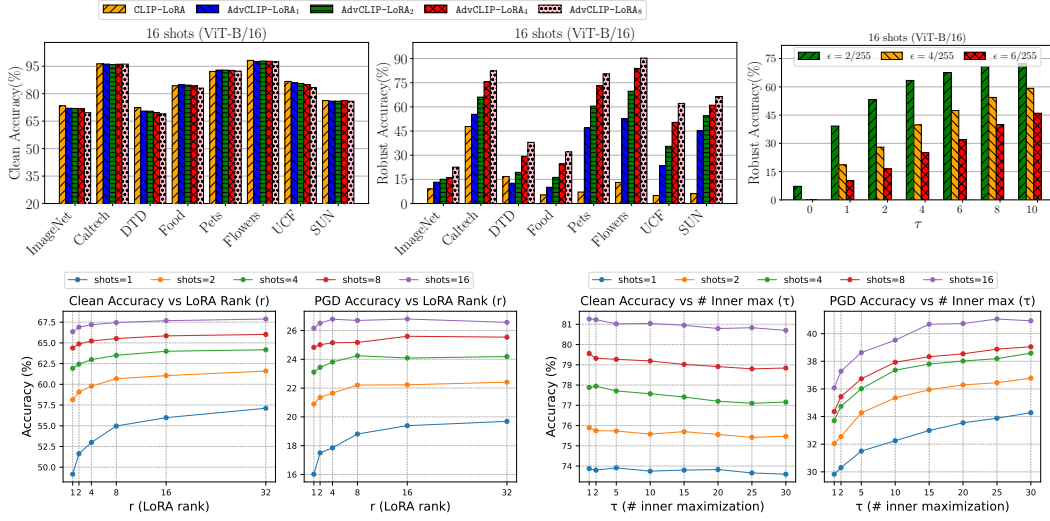 CLIP-LoRA AdvCLIP-LoRA₁ AdvCLIP-LoRA₂ AdvCLIP-LoRA₄ AdvCLIP-LoRA₈
16 shots (ViT-B/16)
Clean Accuracy(%)
95
80
65
50
35
20
ImageNet Caltech DTD Food Pets Flowers UCF SUN
16 shots (ViT-B/16)
Robust Accuracy(%)
90
75
60
45
30
15
0
ImageNet Caltech DTD Food Pets Flowers UCF SUN
16 shots (ViT-B/16)
ϵ = 2/255 ϵ = 4/255 ϵ = 6/255
Robust Accuracy(%)
75
60
45
30
15
0
0 1 2 4 6 8 10
τ
shots=1 shots=2 shots=4 shots=8 shots=16
Clean Accuracy vs LoRA Rank (r)
Accuracy (%)
67.5
65.0
62.5
60.0
57.5
55.0
52.5
50.0
1 2 4 8 16 32
r (LoRA rank)
PGD Accuracy vs LoRA Rank (r)
26
24
22
20
18
16
1 2 4 8 16 32
r (LoRA rank)
shots=1 shots=2 shots=4 shots=8 shots=16
Clean Accuracy vs # Inner max (τ)
Accuracy (%)
81
80
79
78
77
76
75
74
1 2 5 10 15 20 25 30
τ (# inner maximization)
PGD Accuracy vs # Inner max (τ)
40
38
36
34
32
30
1 2 5 10 15 20 25 30
τ (# inner maximization)